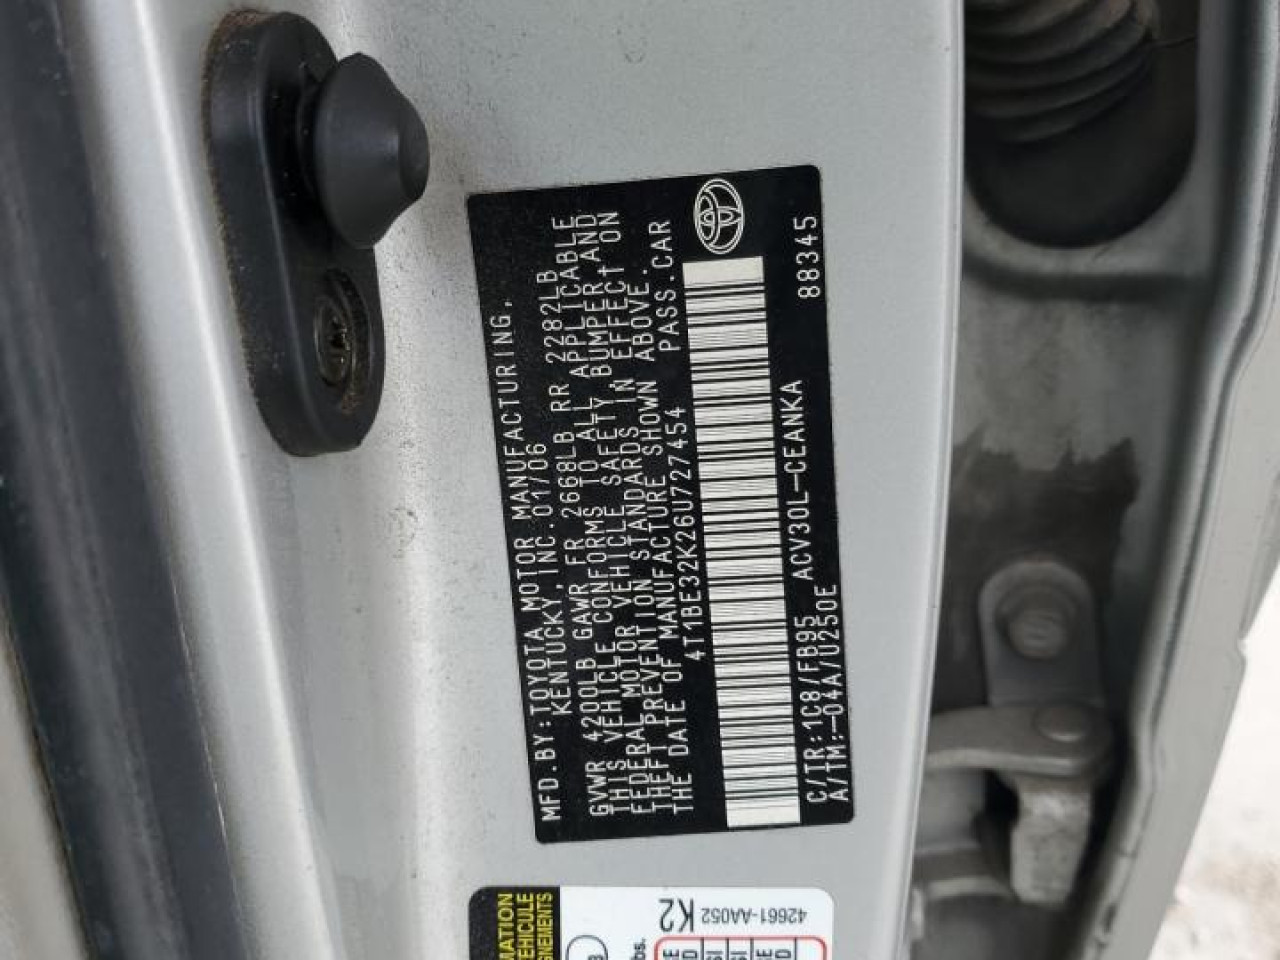 MFD.BY:TOYOTA MOTOR MANUFACTURING,
KENTUCKY, INC.01/06
GVWR 4200LB GAWR FR 2668LB RR 2282LB
THIS VEHICLE CONFORMS TO ALL APPLICABLE
FEDERAL MOTOR VEHICLE SAFETY, BUMPER, AND
THEFT PREVENTION STANDARDS IN EFFECT ON
THE DATE OF MANUFACTURE SHOWN ABOVE.
4T1BE32K26U727454 PASS.CAR
C/TR:1C8/FB95 ACV30L-CEANKA 88345
A/TM:-04A/U250E
42661-AA052 K2